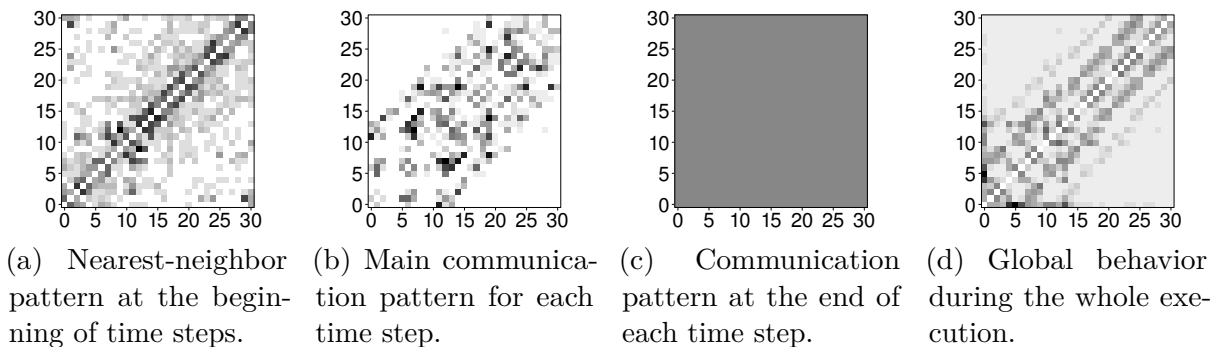 30
25
20
15
10
5
0
0 5 10 15 20 25 30
(a) Nearest-neighbor
pattern at the begin-
ning of time steps.
30
25
20
15
10
5
0
0 5 10 15 20 25 30
(b) Main communica-
tion pattern for each
time step.
30
25
20
15
10
5
0
0 5 10 15 20 25 30
(c) Communication
pattern at the end of
each time step.
30
25
20
15
10
5
0
0 5 10 15 20 25 30
(d) Global behavior
during the whole exe-
cution.